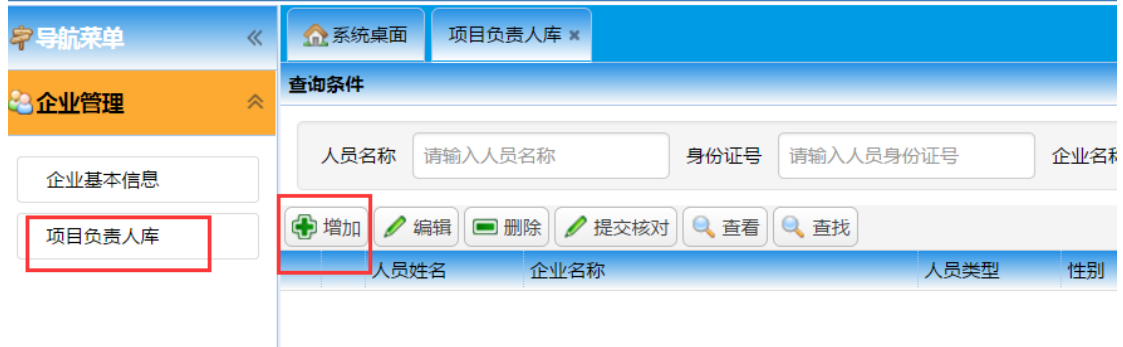 导航菜单
系统桌面 项目负责人库
查询条件
企业管理
人员名称 请输入人员名称 身份证号 请输入人员身份证号 企业名称
企业基本信息
增加 编辑 删除 提交核对 查看 查找
项目负责人库
人员姓名 企业名称 人员类型 性别